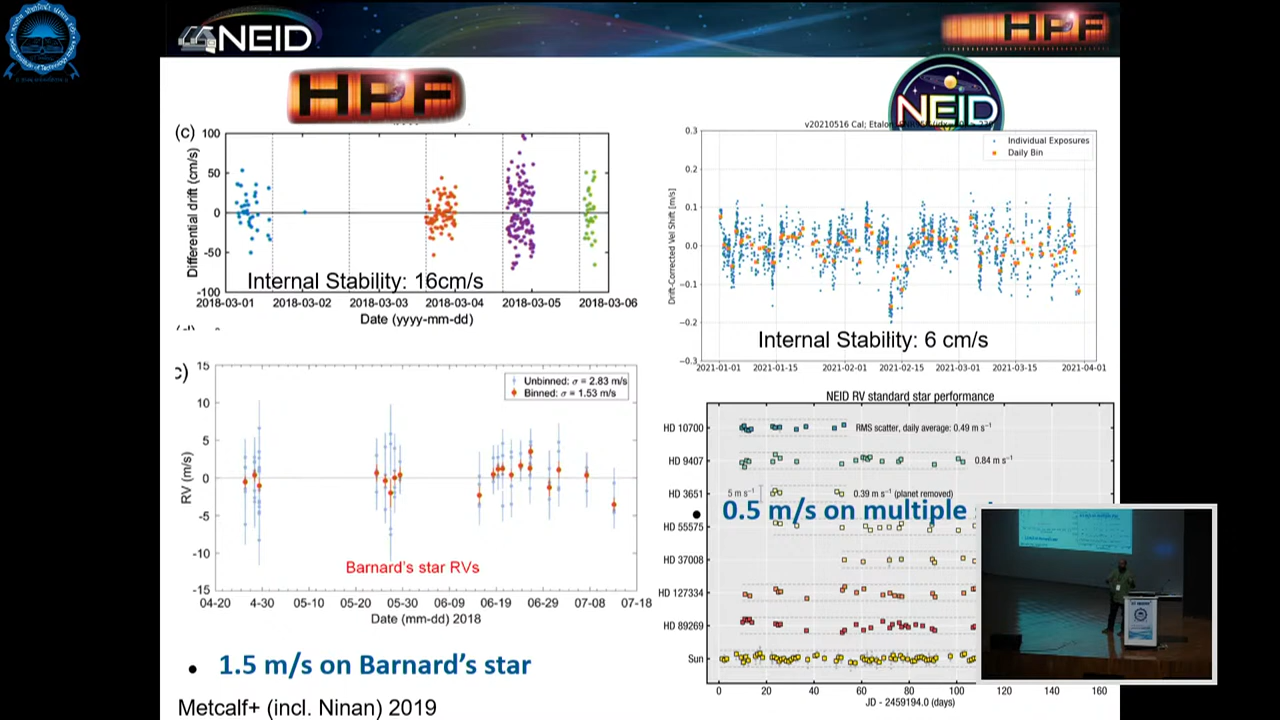 NEID
HPF
HPF
NEID
(c)
100
50
0
-50
-100
Differential drift (cm/s)
Internal Stability: 16cm/s
2018-03-01 2018-03-02 2018-03-03 2018-03-04 2018-03-05 2018-03-06
Date (yyyy-mm-dd)
v20210516 Cal; Etalon
0.3
0.2
0.1
0.0
−0.1
−0.2
−0.3
Drift-Corrected Vel Shift [m/s]
Individual Exposures
Daily Bin
Internal Stability: 6 cm/s
2021-01-01 2021-01-15 2021-02-01 2021-02-15 2021-03-01 2021-03-15 2021-04-01
c)
15
10
5
0
-5
-10
-15
RV (m/s)
Unbinned: σ = 2.83 m/s
Binned: σ = 1.53 m/s
Barnard's star RVs
04-20 04-30 05-10 05-20 05-30 06-09 06-19 06-29 07-08 07-18
Date (mm-dd) 2018
• 1.5 m/s on Barnard's star
Metcalf+ (incl. Ninan) 2019
NEID RV standard star performance
HD 10700 RMS scatter, daily average: 0.49 m s⁻¹
HD 9407 0.84 m s⁻¹
HD 3651 5 m s⁻¹ 0.39 m s⁻¹ (planet removed)
• 0.5 m/s on multiple
HD 55575
HD 37008
HD 127334
HD 89269
Sun
0 20 40 60 80 100 120 140 160
JD - 2459194.0 (days)